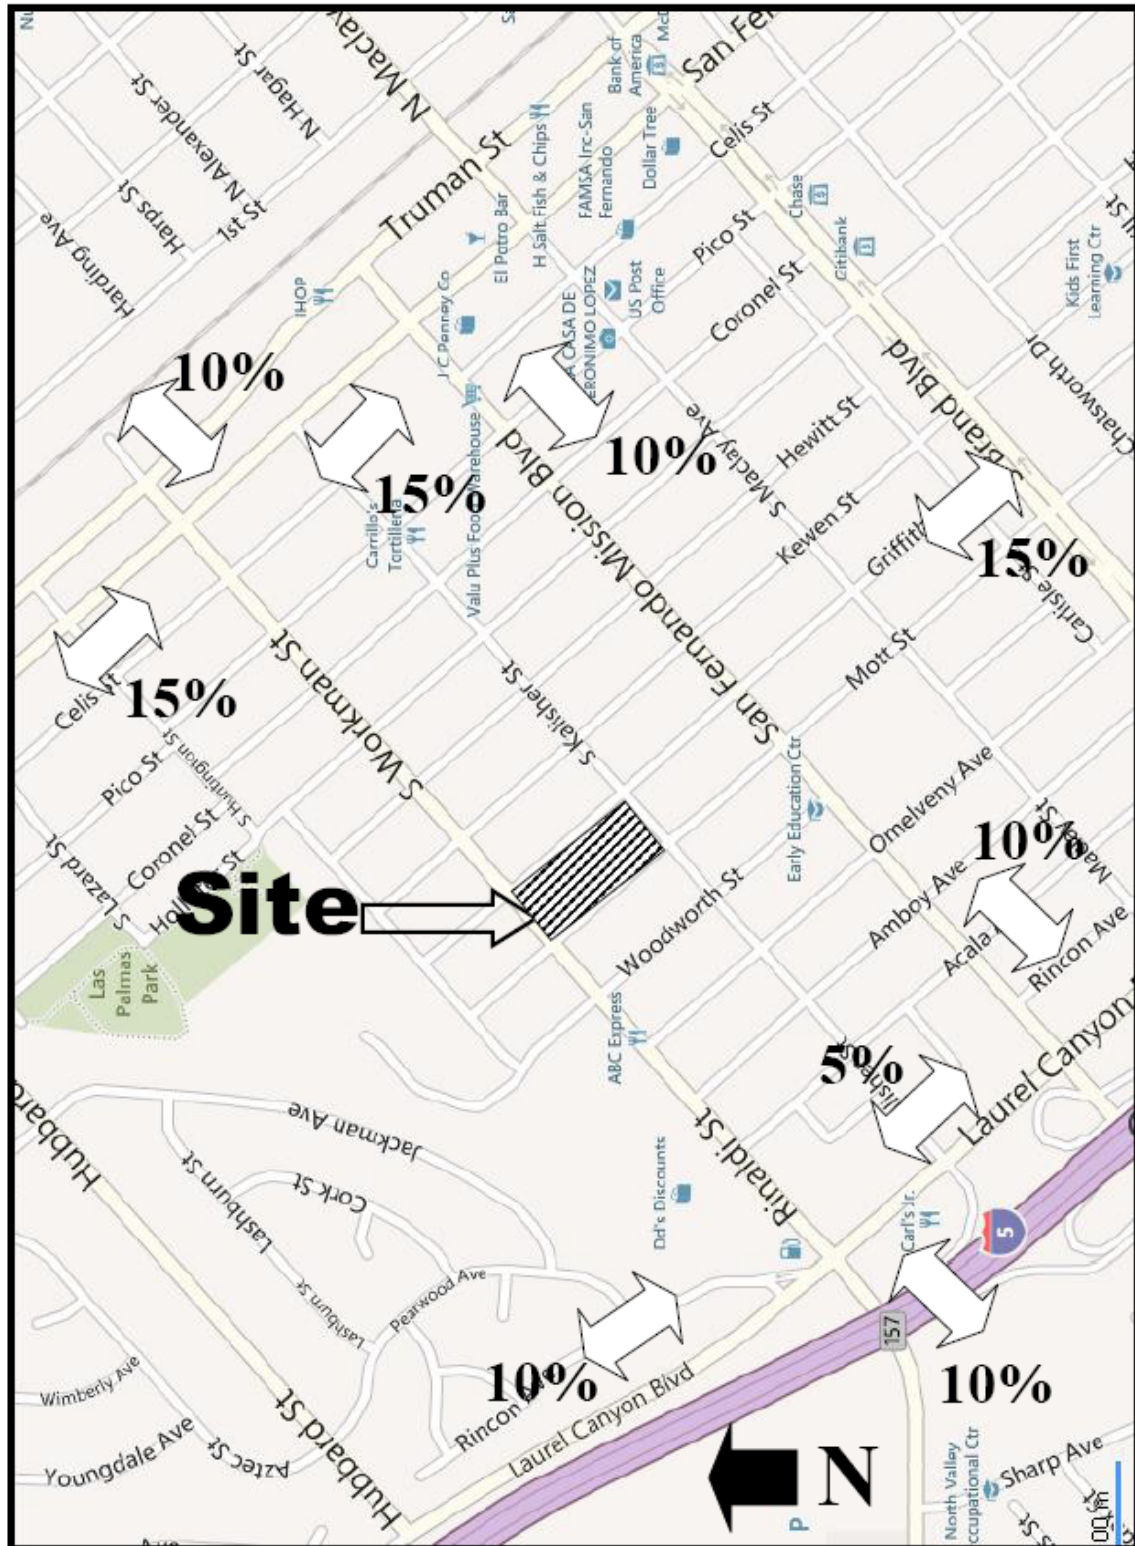 N Maclay
N Hagar St
N Alexander St
Harps St
Harding Ave
1st St
Truman St
San Fer
Bank of
America
McD
Dollar Tree
FAMSA Inc-San
Fernando
H Salt Fish & Chips
El Potro Bar
IHOP
J C Penney Co
US Post
Office
A CASA DE
ERONIMO LOPEZ
Celis St
Pico St
Coronel St
Chase
Citibank
Kids First
Learning Ctr
Chatsworth Dr
S Brand Blvd
10%
15%
10%
15%
15%
Valu Plus Food Warehouse
Carrillo's
Tortilleria
San Fernando Mission Blvd
S Maclay Ave
Hewitt St
Kewen St
Griffith
Carlisle St
Mott St
S Workman St
S Kalisher St
Celis St
Pico St
Coronel St
S Huntington St
S Lazard St
Site
Las
Palmas
Park
Woodworth St
Early Education Ctr
Omelveny Ave
Amboy Ave
Acala
Rincon Ave
10%
5%
ABC Express
Laurel Canyon
Rinaldi St
Dd's Discounts
Carl's Jr.
5
157
Hubbard
Jackman Ave
Cork St
Lashburn St
Lashburn St
Pearwood Ave
Wimberly Ave
Youngdale Ave
Aztec St
Hubbard St
Rincon Ave
Laurel Canyon Blvd
10%
10%
N
P
North Valley
ccupational Ctr
Sharp Ave
00 m